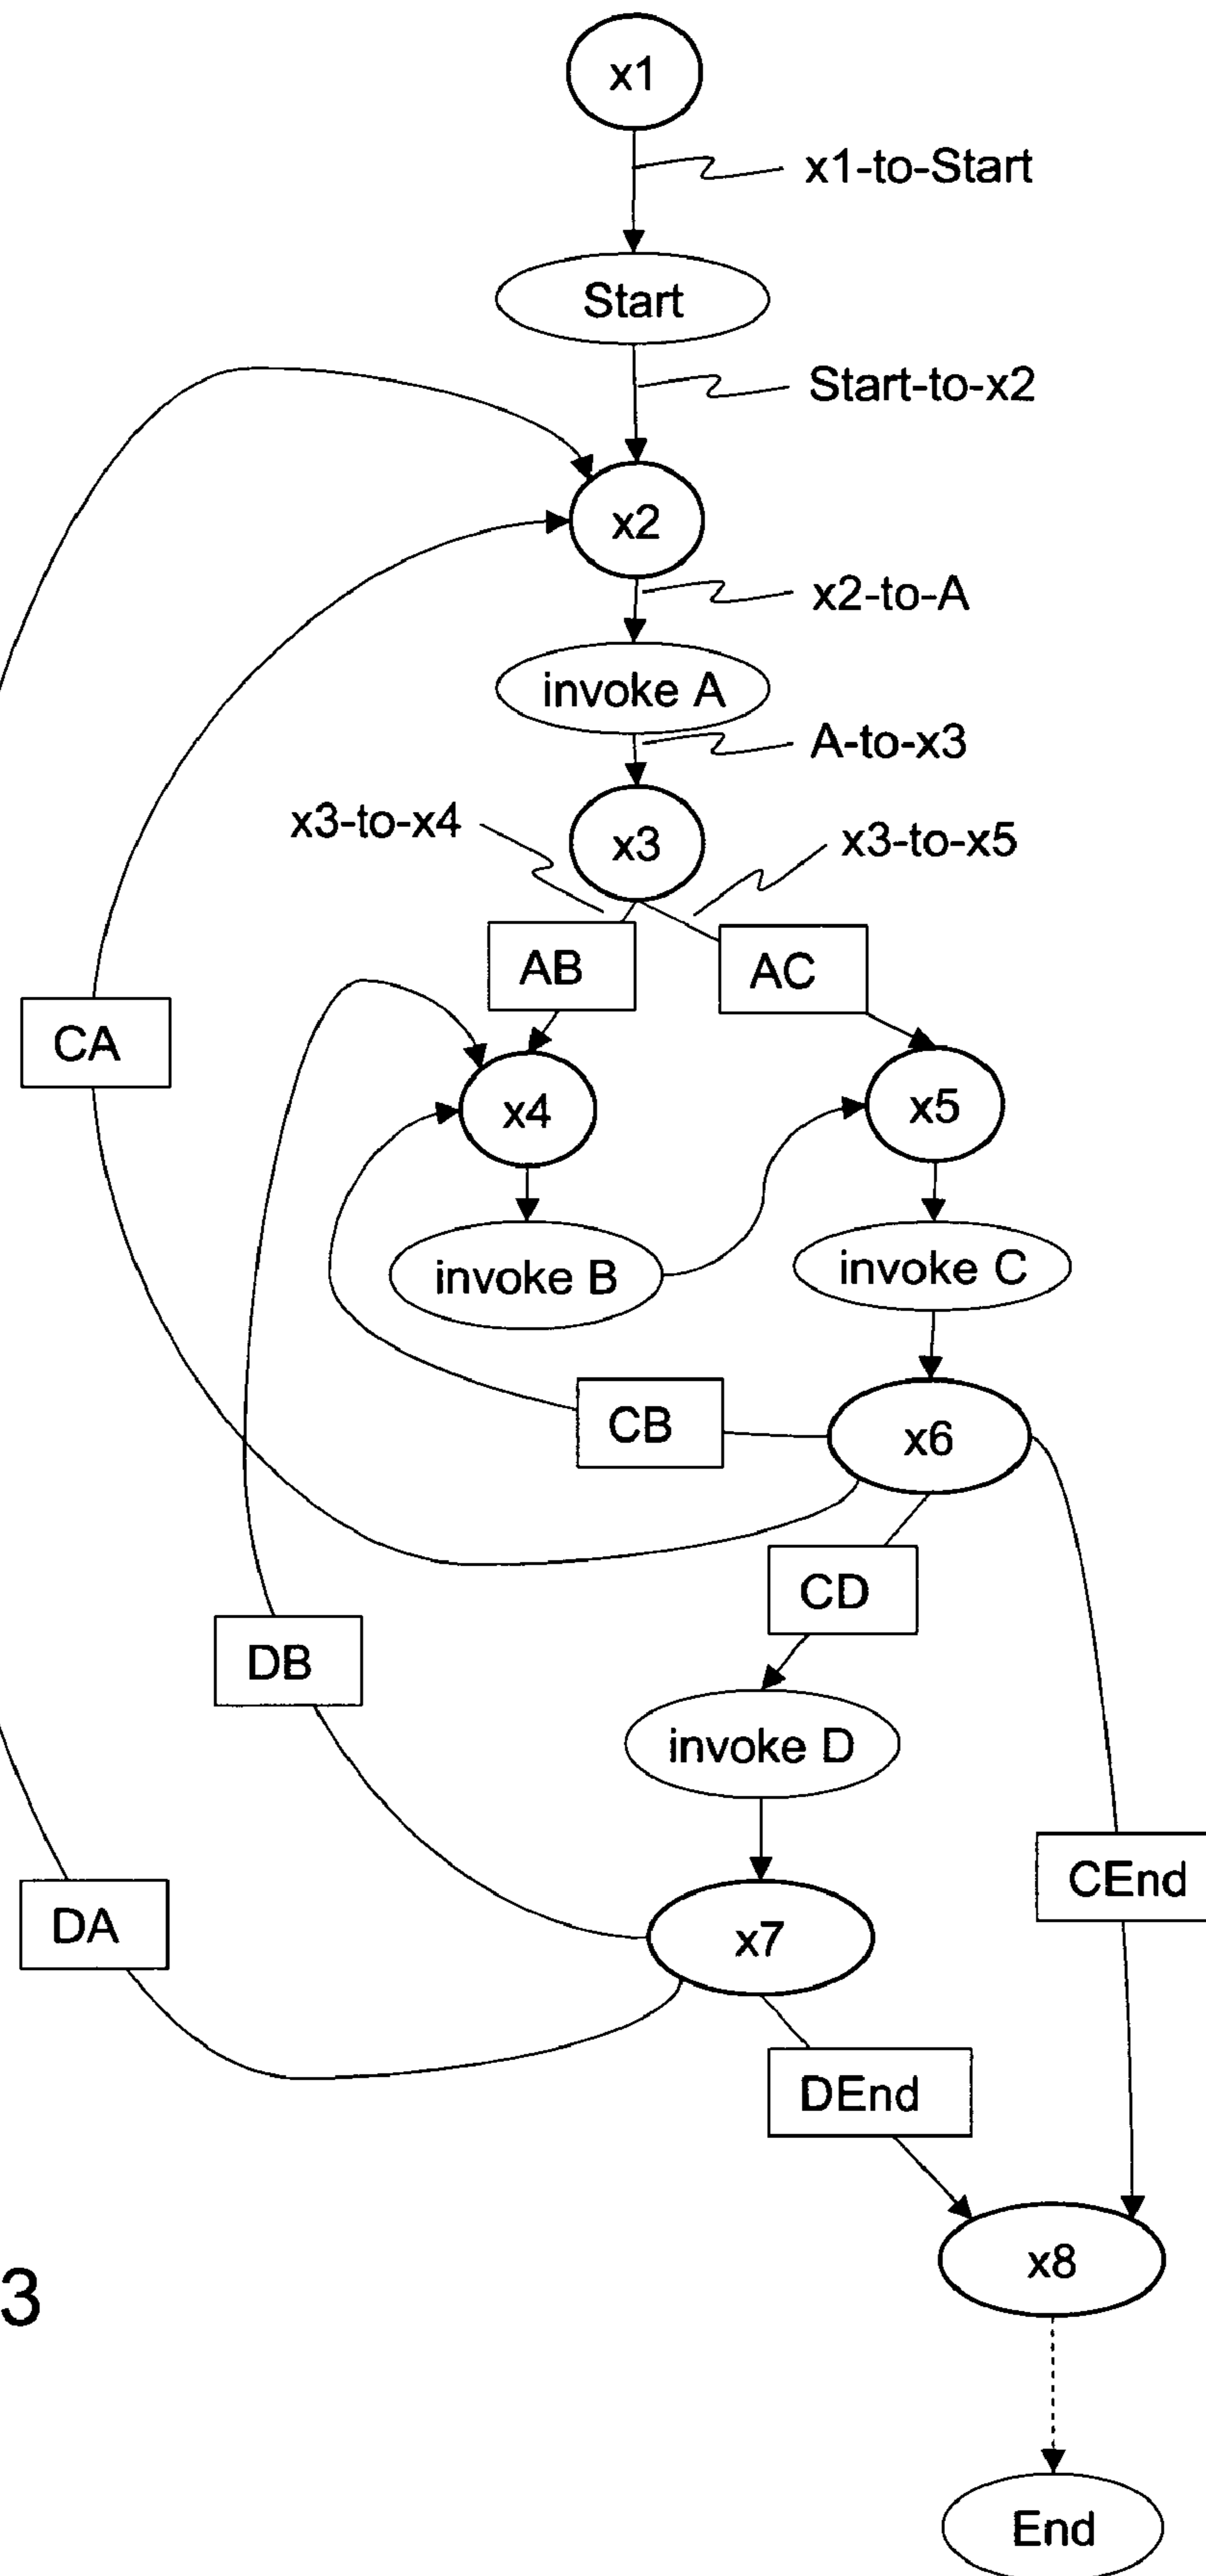 x1
x1-to-Start
Start
Start-to-x2
x2
x2-to-A
invoke A
A-to-x3
x3-to-x4
x3
x3-to-x5
AB
AC
CA
x4
x5
invoke B
invoke C
CB
x6
CD
DB
invoke D
CEnd
DA
x7
DEnd
x8
3
End